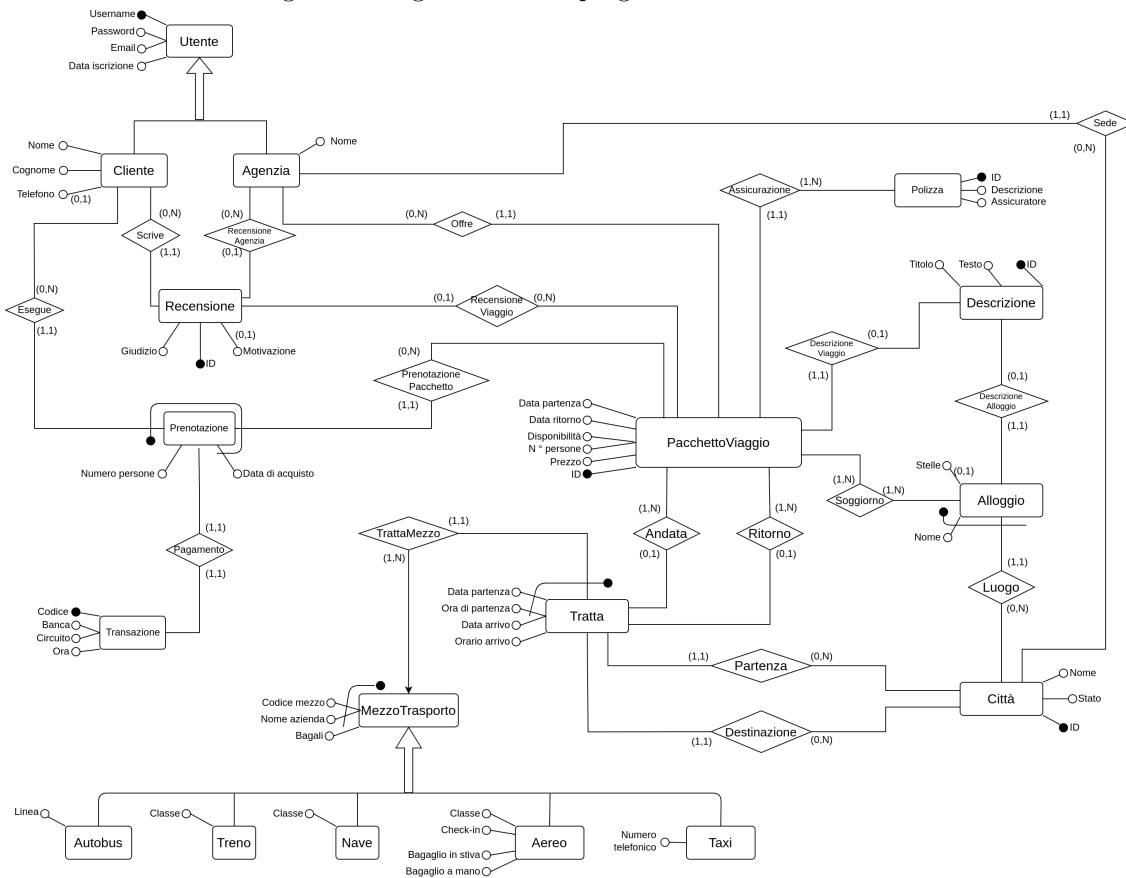 Username
Password
Email
Data iscrizione
Utente
Nome
Cognome
Telefono
(0,1)
Cliente
Agenzia
Nome
(1,1)
Sede
(0,N)
Assicurazione
(1,N)
(1,1)
Polizza
ID
Descrizione
Assicuratore
(0,N)
Scrive
(1,1)
(0,N)
Recensione
Agenzia
(0,1)
(0,N)
Offre
(1,1)
Titolo
Testo
ID
Descrizione
(0,N)
Esegue
(1,1)
Recensione
Giudizio
ID
(0,1)
Motivazione
(0,1)
Recensione
Viaggio
(0,N)
Descrizione
Viaggio
(0,1)
(1,1)
(0,N)
Prenotazione
Pacchetto
(1,1)
(0,1)
Descrizione
Alloggio
(1,1)
Prenotazione
Numero persone
Data di acquisto
Data partenza
Data ritorno
Disponibilità
N ° persone
Prezzo
ID
PacchettoViaggio
(1,N)
Soggiorno
(1,N)
Stelle
(0,1)
Alloggio
Nome
(1,1)
Pagamento
(1,1)
TrattaMezzo
(1,1)
(1,N)
(1,N)
Andata
(0,1)
(1,N)
Ritorno
(0,1)
(1,1)
Luogo
(0,N)
Codice
Banca
Circuito
Ora
Transazione
Data partenza
Ora di partenza
Data arrivo
Orario arrivo
Tratta
(1,1)
Partenza
(0,N)
Città
Nome
Stato
ID
(1,1)
Destinazione
(0,N)
Codice mezzo
Nome azienda
Bagali
MezzoTrasporto
Linea
Autobus
Classe
Treno
Classe
Nave
Classe
Check-in
Bagaglio in stiva
Bagaglio a mano
Aereo
Numero
telefonico
Taxi